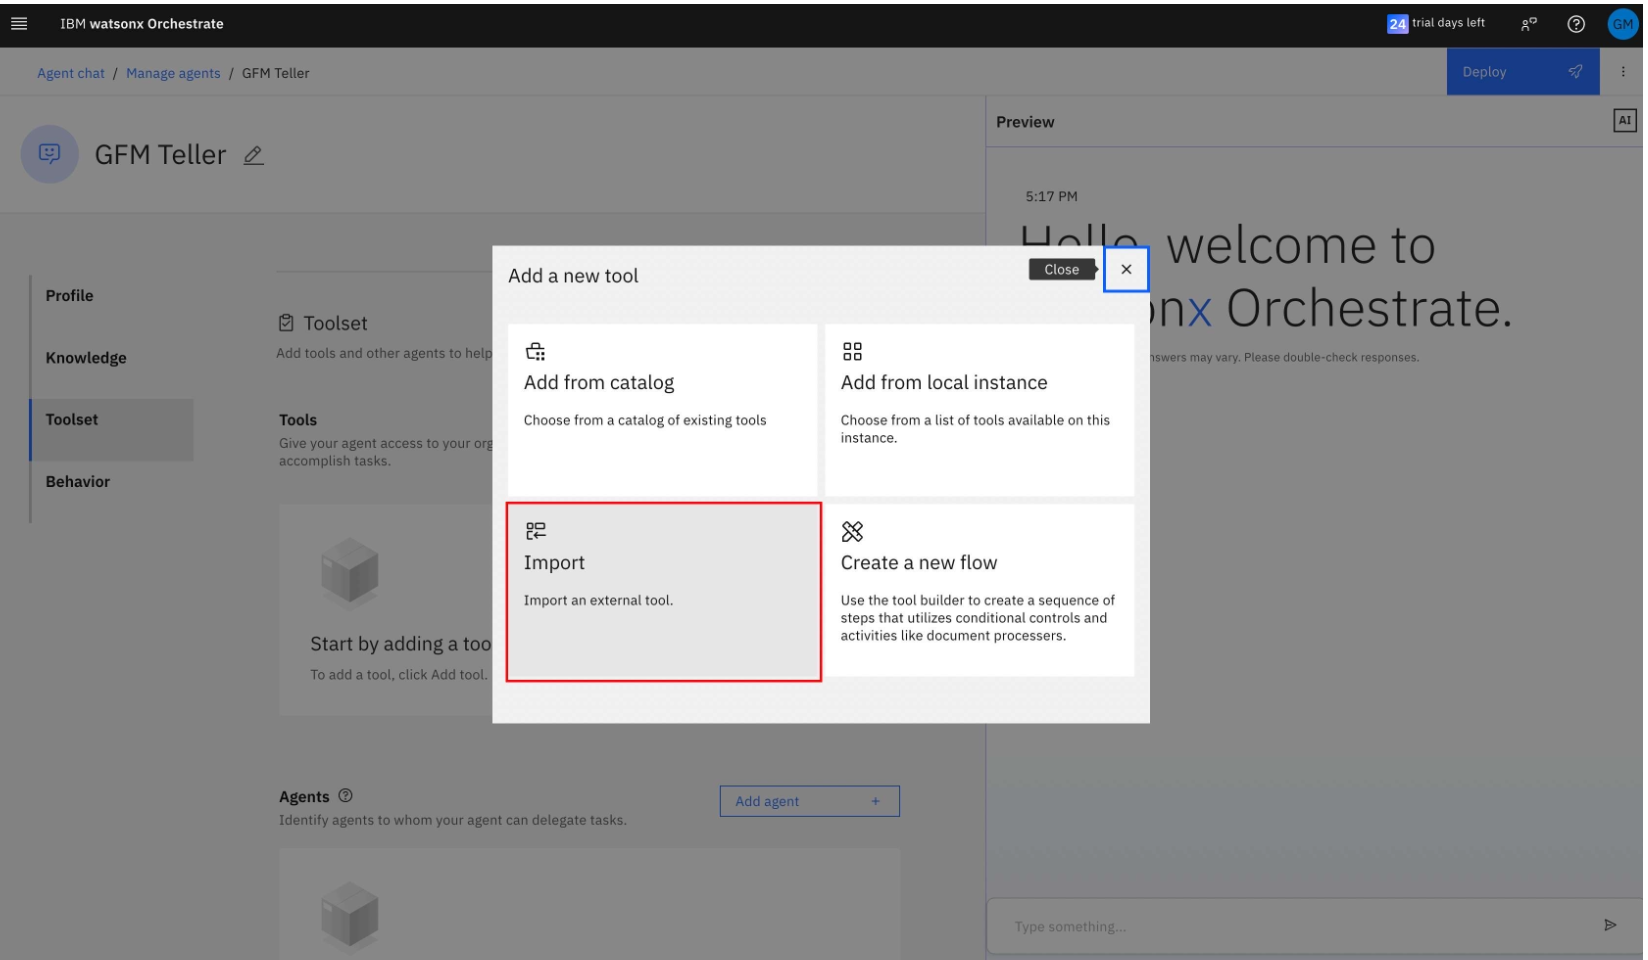 IBM watsonx Orchestrate
24 trial days left
GM
Agent chat / Manage agents / GFM Teller
Deploy
GFM Teller
Preview
AI
5:17 PM
Hello, welcome to
onx Orchestrate.
nswers may vary. Please double-check responses.
Profile
Knowledge
Toolset
Behavior
Toolset
Add tools and other agents to help
Tools
Give your agent access to your org
accomplish tasks.
Start by adding a too
To add a tool, click Add tool.
Add a new tool
Close
Add from catalog
Choose from a catalog of existing tools
Add from local instance
Choose from a list of tools available on this
instance.
Import
Import an external tool.
Create a new flow
Use the tool builder to create a sequence of
steps that utilizes conditional controls and
activities like document processers.
Agents
Add agent +
Identify agents to whom your agent can delegate tasks.
Type something...